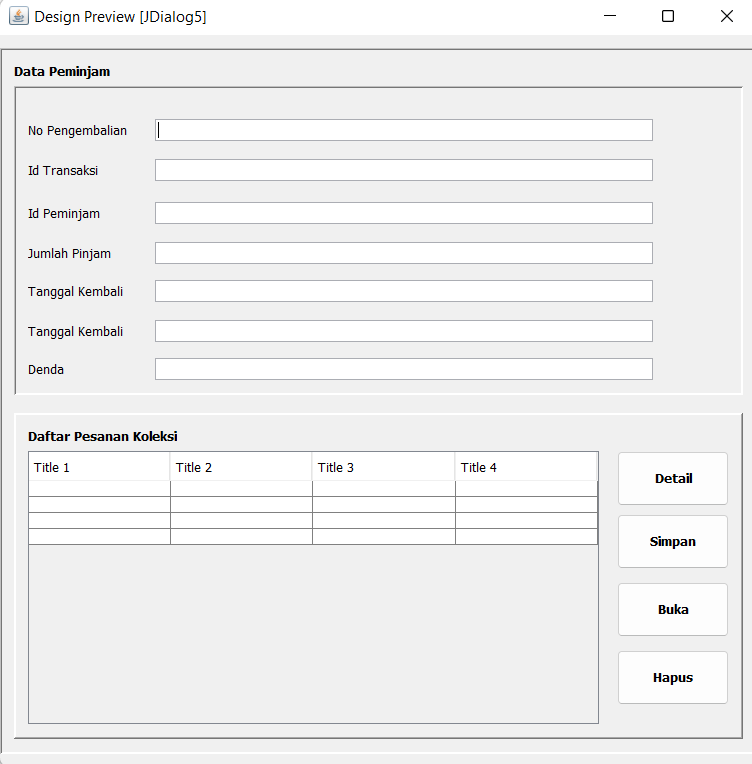 Design Preview [JDialog5]
Data Peminjam
No Pengembalian
Id Transaksi
Id Peminjam
Jumlah Pinjam
Tanggal Kembali
Tanggal Kembali
Denda
Daftar Pesanan Koleksi
Title 1 Title 2 Title 3 Title 4
Detail
Simpan
Buka
Hapus